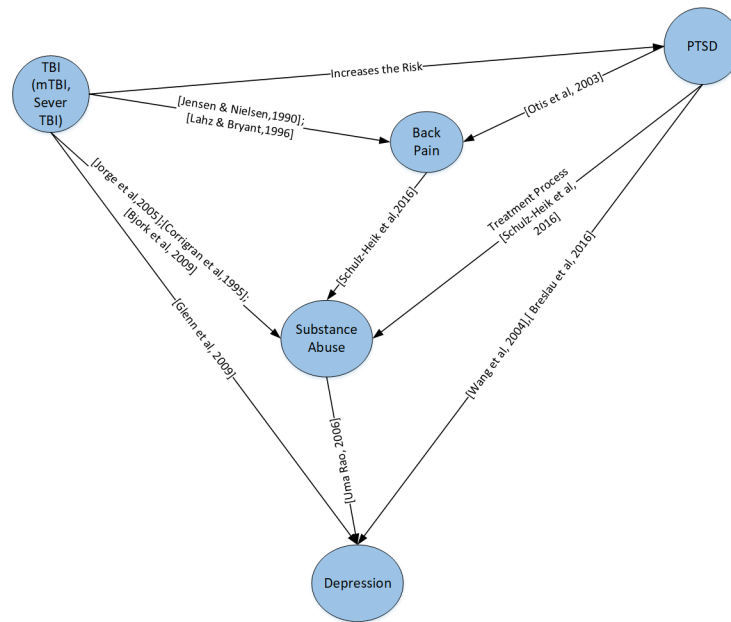 TBI
(mTBI,
Sever
TBI)
PTSD
Increases the Risk
[Jensen & Nielsen,1990];
[Lahz & Bryant,1996]
Back
Pain
[Otis et al, 2003]
[Jorge et al,2005];[Corrigran et al,1995];
[Bjork et al, 2009]
[Schulz-Heik et al,2016]
Treatment Process
[Schulz-Heik et al,
2016]
Substance
Abuse
[Glenn et al, 2009]
[Wang et al, 2004],[ Breslau et al, 2016]
[Uma Rao, 2006]
Depression